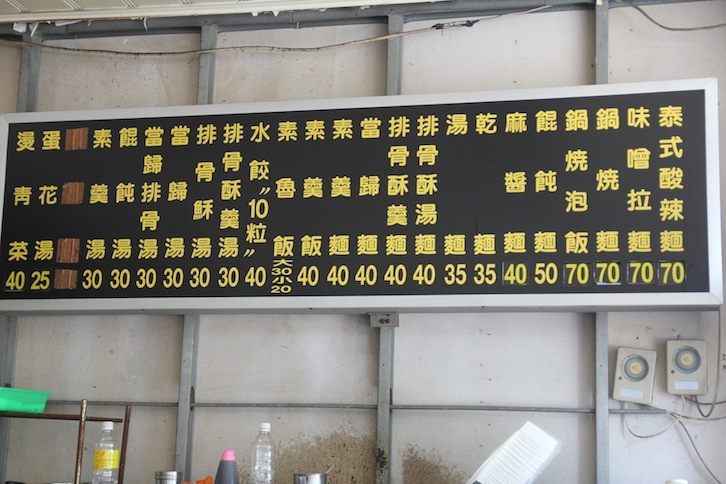 泰式酸辣麵 70
味噌拉麵 70
鍋燒麵 70
鍋燒泡飯 70
餛飩麵 50
麻醬麵 40
乾麵 35
湯麵 35
排骨酥湯麵 40
排骨酥羹麵 40
當歸麵 40
素羹麵 40
素羹飯 40
素魯飯 大30小20
水餃〝10粒〞 40
排骨酥羹湯 30
排骨酥湯 30
當歸湯 30
當歸排骨湯 30
餛飩湯 30
素羹湯 30
蛋花湯 25
燙青菜 40